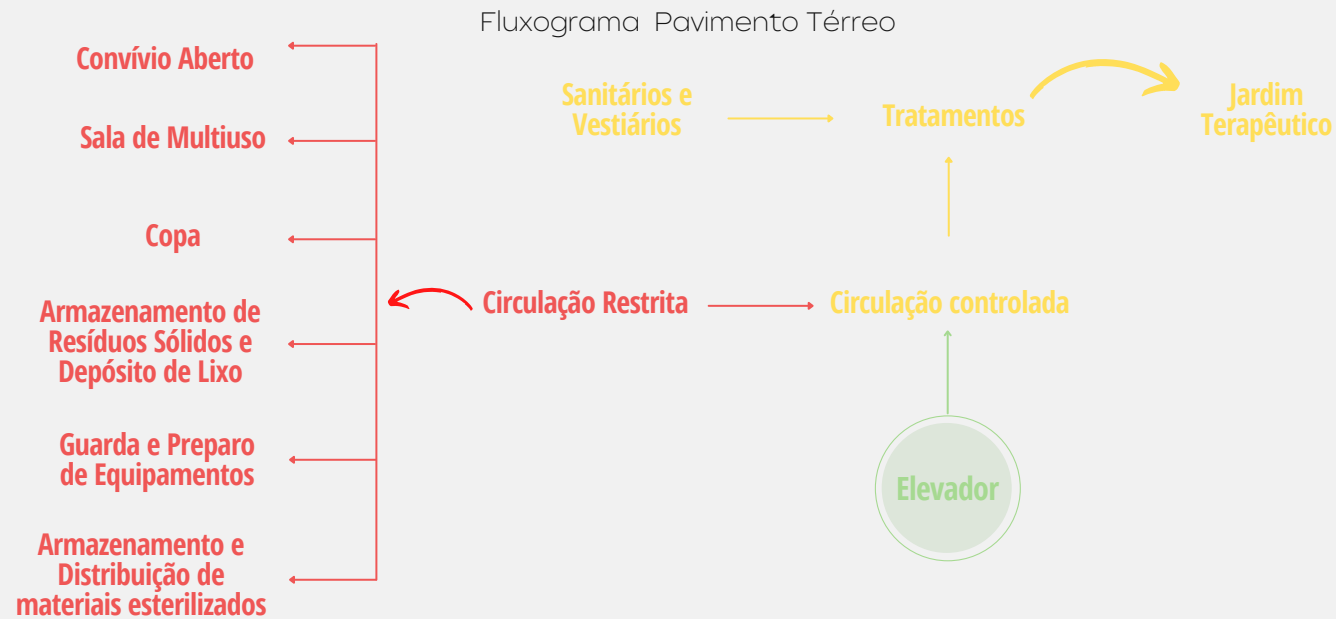 Fluxograma Pavimento Térreo
Convívio Aberto
Sala de Multiuso
Copa
Armazenamento de
Resíduos Sólidos e
Depósito de Lixo
Guarda e Preparo
de Equipamentos
Armazenamento e
Distribuição de
materiais esterilizados
Circulação Restrita
Circulação controlada
Sanitários e
Vestiários
Tratamentos
Jardim
Terapêutico
Elevador